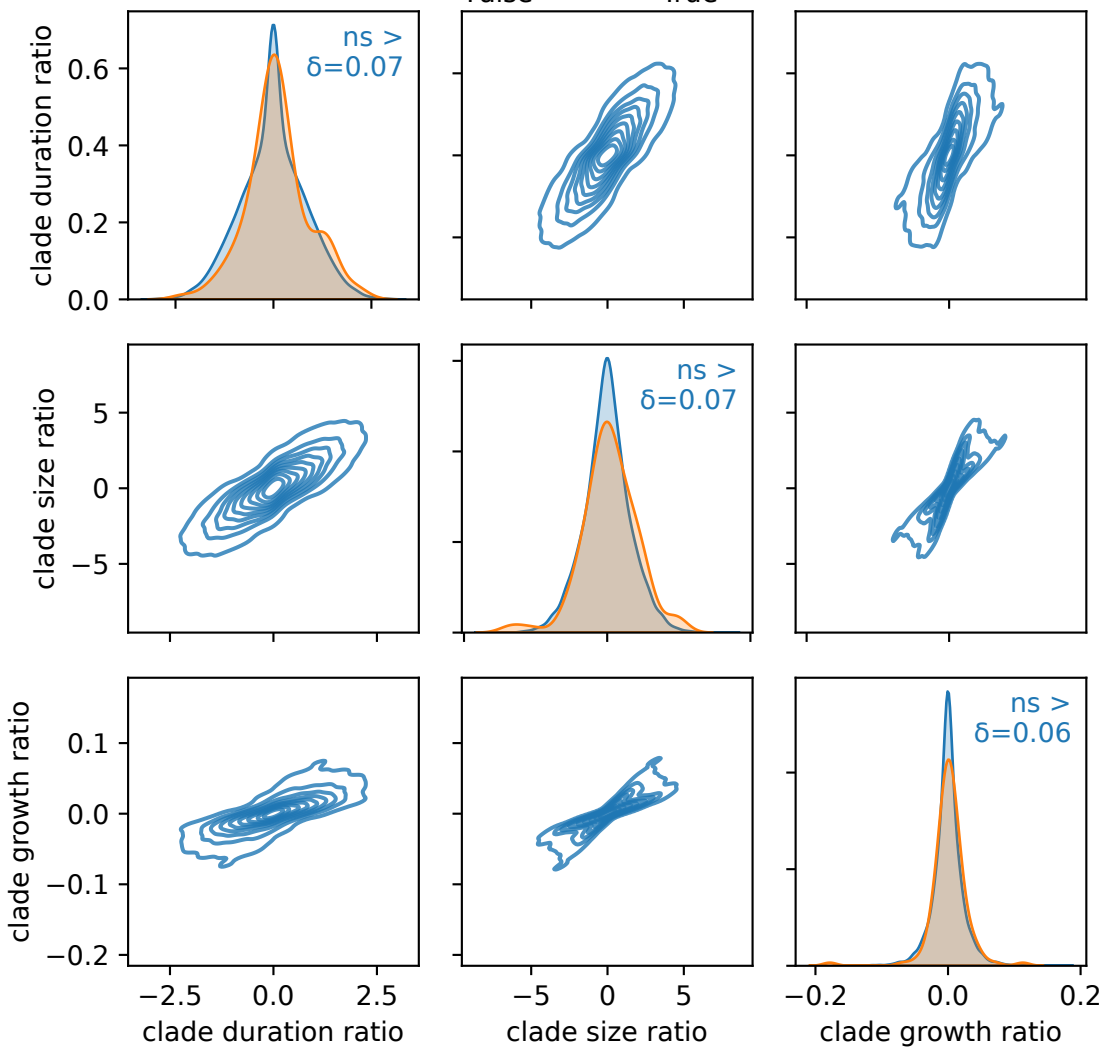 True
clade duration ratio
0.6
0.4
0.2
0.0
ns >
δ=0.07
clade size ratio
5
0
−5
ns >
δ=0.07
clade growth ratio
0.1
0.0
−0.1
−0.2
ns >
δ=0.06
−2.5 0.0 2.5
clade duration ratio
−5 0 5
clade size ratio
−0.2 0.0 0.2
clade growth ratio